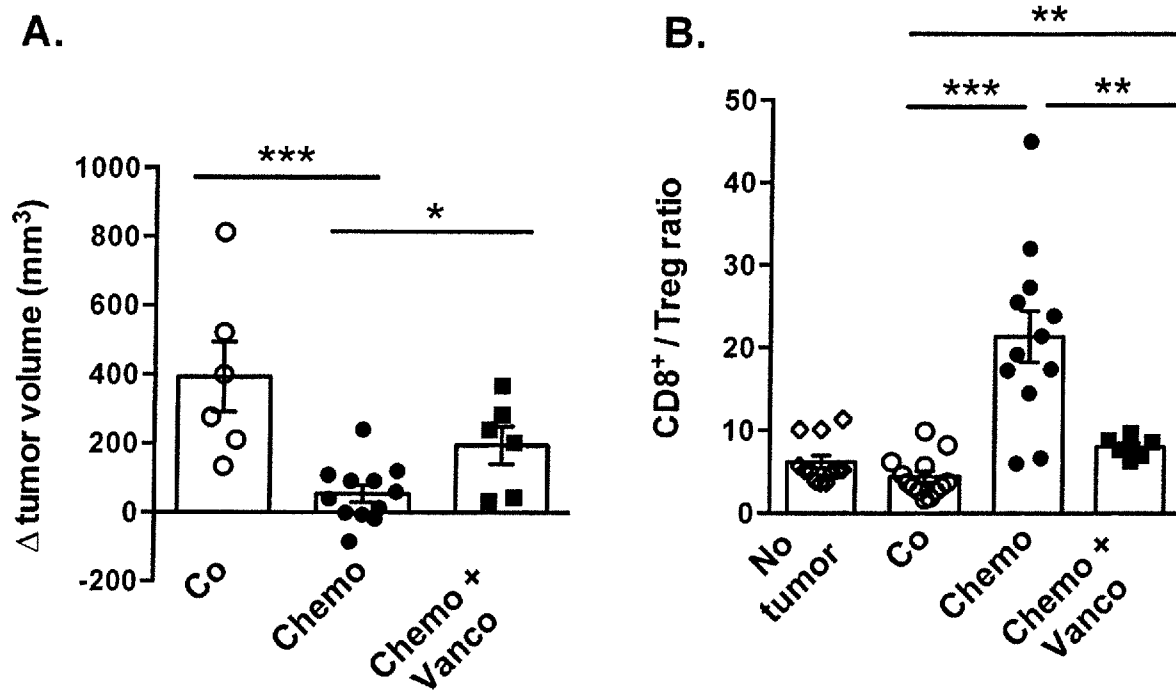 A.
***
*
1000
800
600
400
200
0
-200
Δ tumor volume (mm³)
Co
Chemo
Chemo +
Vanco
B.
**
***
**
50
40
30
20
10
0
CD8⁺ / Treg ratio
No
tumor
Co
Chemo
Chemo +
Vanco